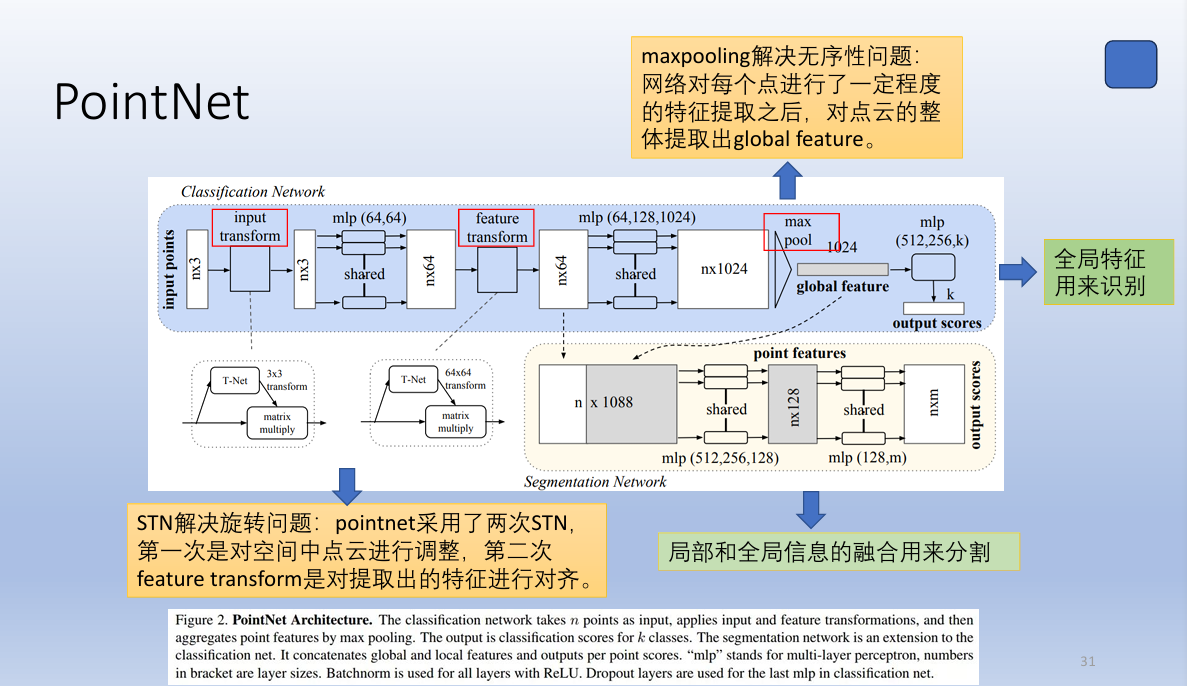 PointNet
maxpooling解决无序性问题：
网络对每个点进行了一定程度
的特征提取之后，对点云的整
体提取出global feature。
Classification Network
input points
nx3
input
transform
nx3
mlp (64,64)
shared
nx64
feature
transform
nx64
mlp (64,128,1024)
shared
nx1024
max
pool
1024
global feature
mlp
(512,256,k)
k
output scores
全局特征
用来识别
T-Net
3x3
transform
matrix
multiply
T-Net
64x64
transform
matrix
multiply
point features
n x 1088
shared
mlp (512,256,128)
nx128
shared
mlp (128,m)
nxm
output scores
Segmentation Network
STN解决旋转问题：pointnet采用了两次STN，
第一次是对空间中点云进行调整，第二次
feature transform是对提取出的特征进行对齐。
局部和全局信息的融合用来分割
Figure 2. PointNet Architecture. The classification network takes n points as input, applies input and feature transformations, and then
aggregates point features by max pooling. The output is classification scores for k classes. The segmentation network is an extension to the
classification net. It concatenates global and local features and outputs per point scores. “mlp” stands for multi-layer perceptron, numbers
in bracket are layer sizes. Batchnorm is used for all layers with ReLU. Dropout layers are used for the last mlp in classification net.
31